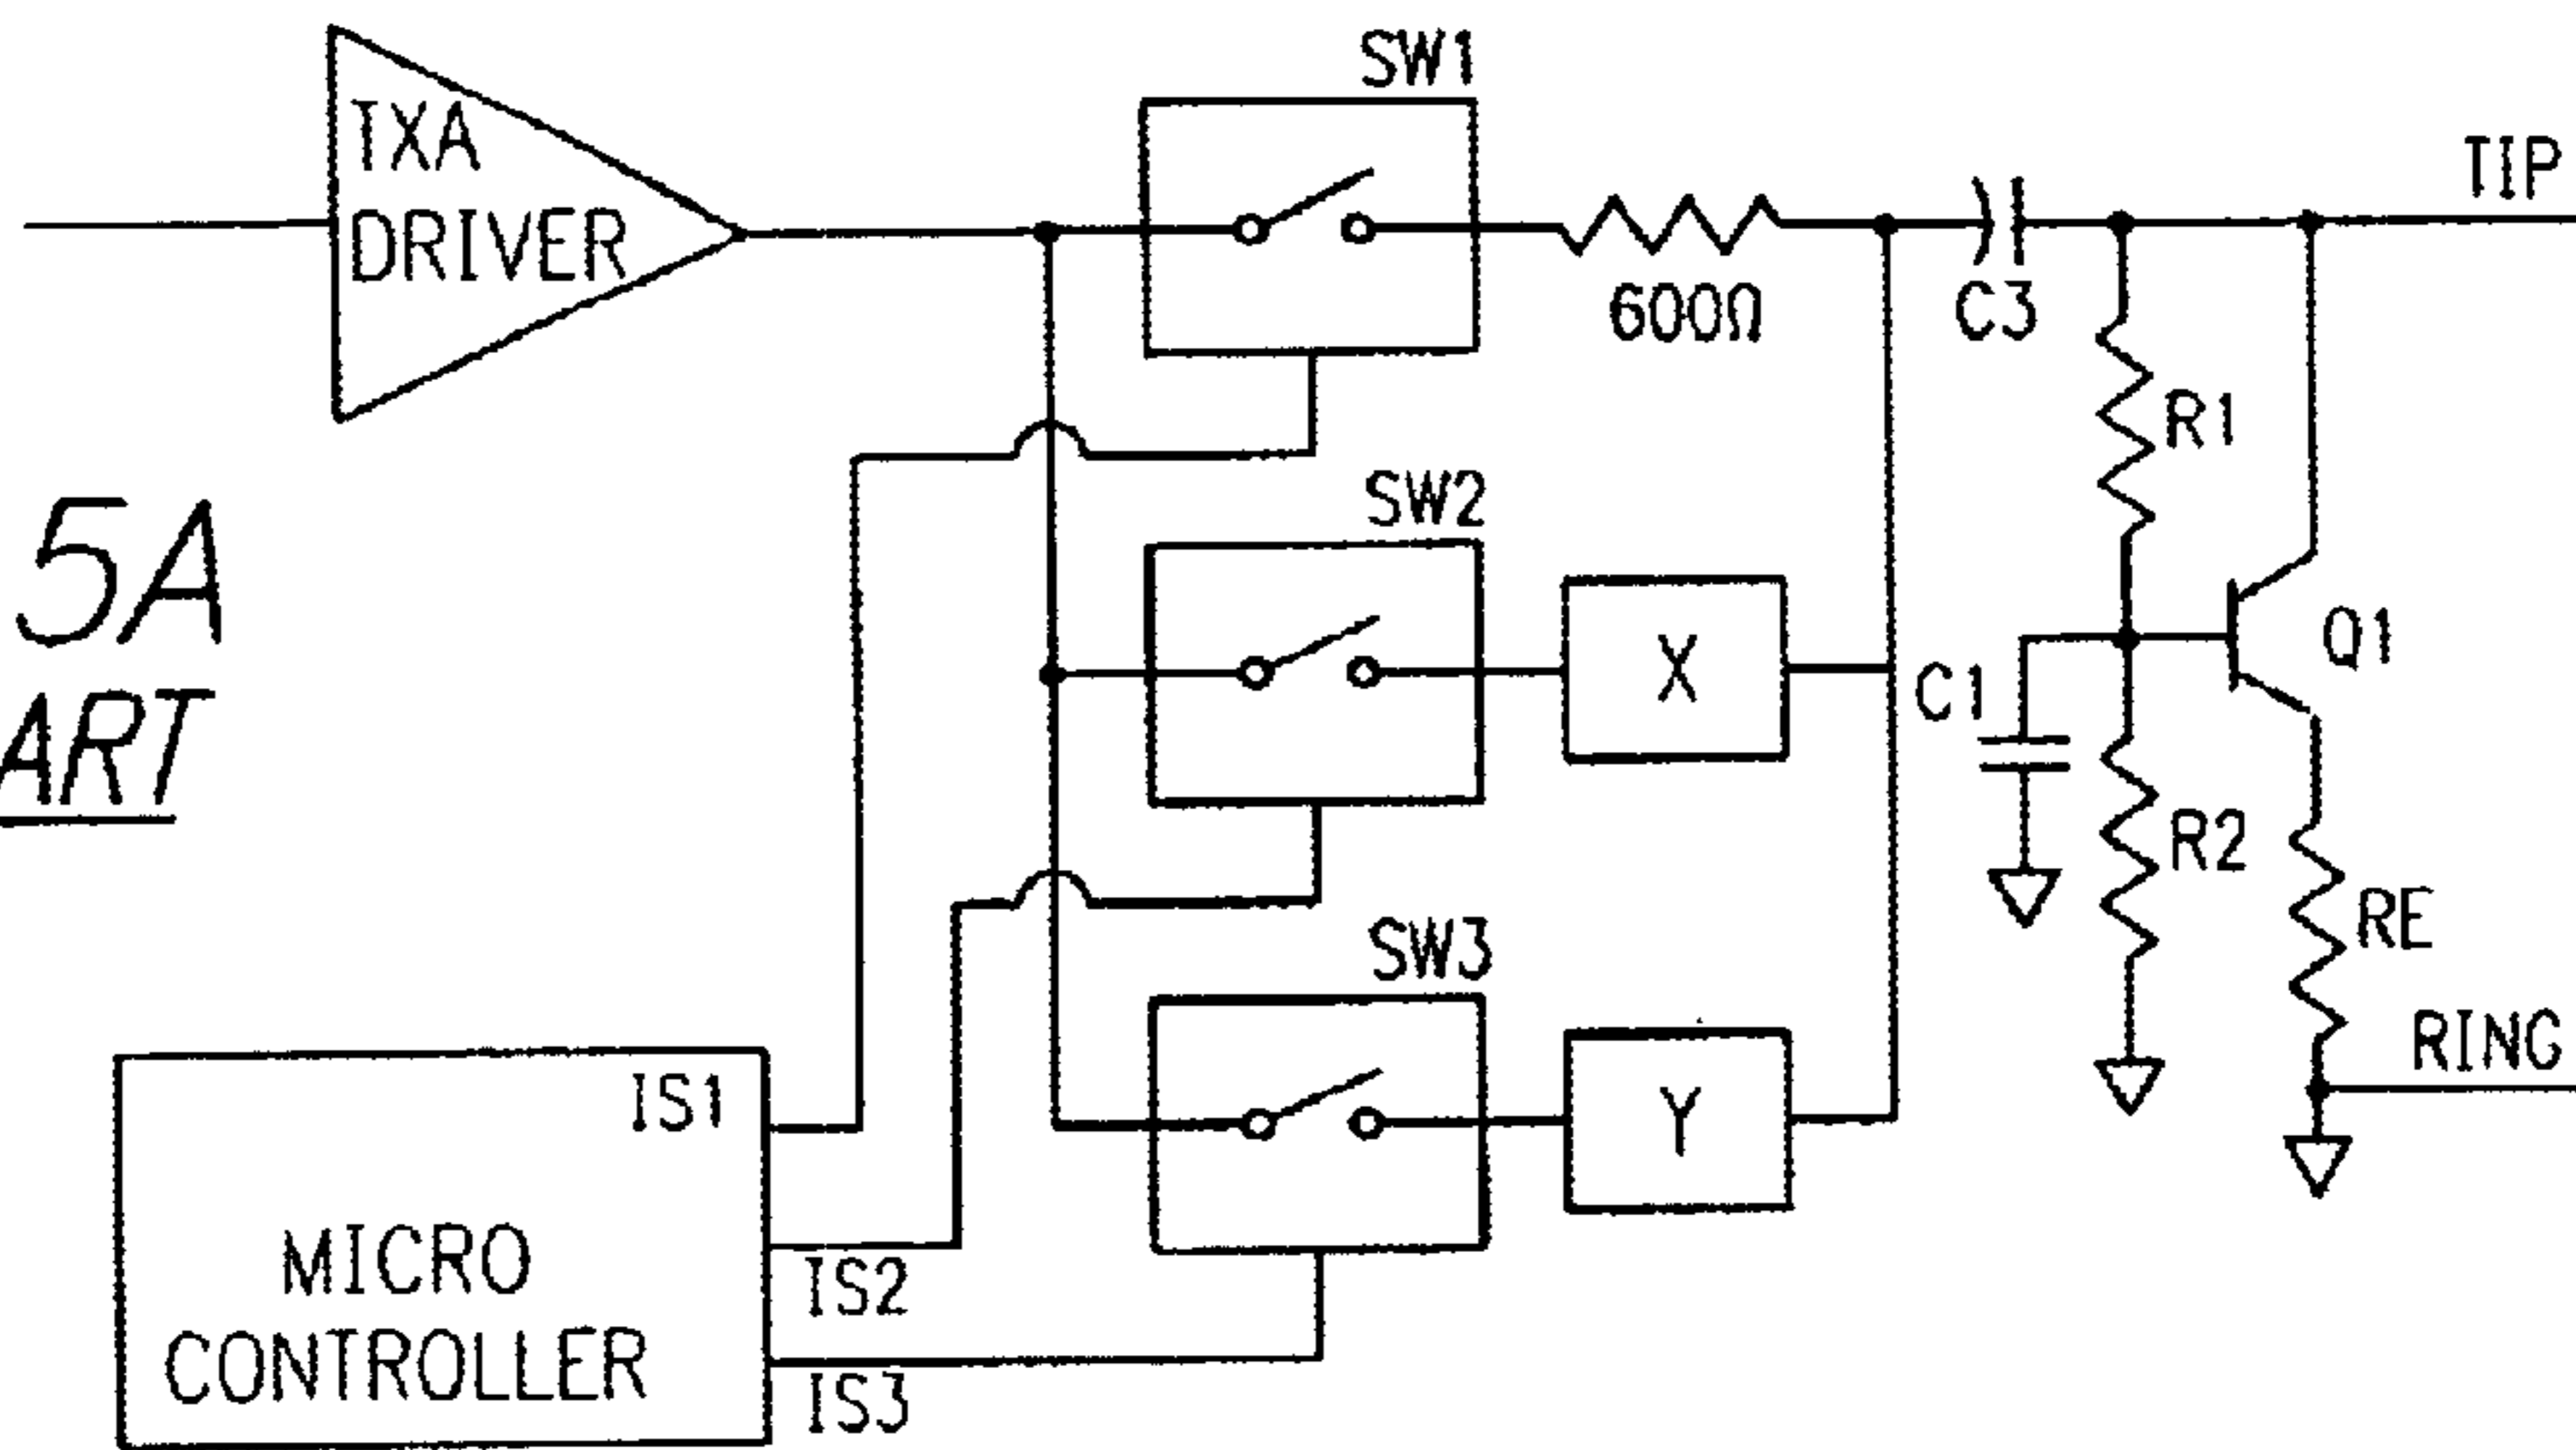 TXA
DRIVER
SW1
600Ω
C3
TIP
R1
5A
ART
SW2
X
C1
Q1
R2
SW3
RE
Y
RING
IS1
MICRO
CONTROLLER
IS2
IS3